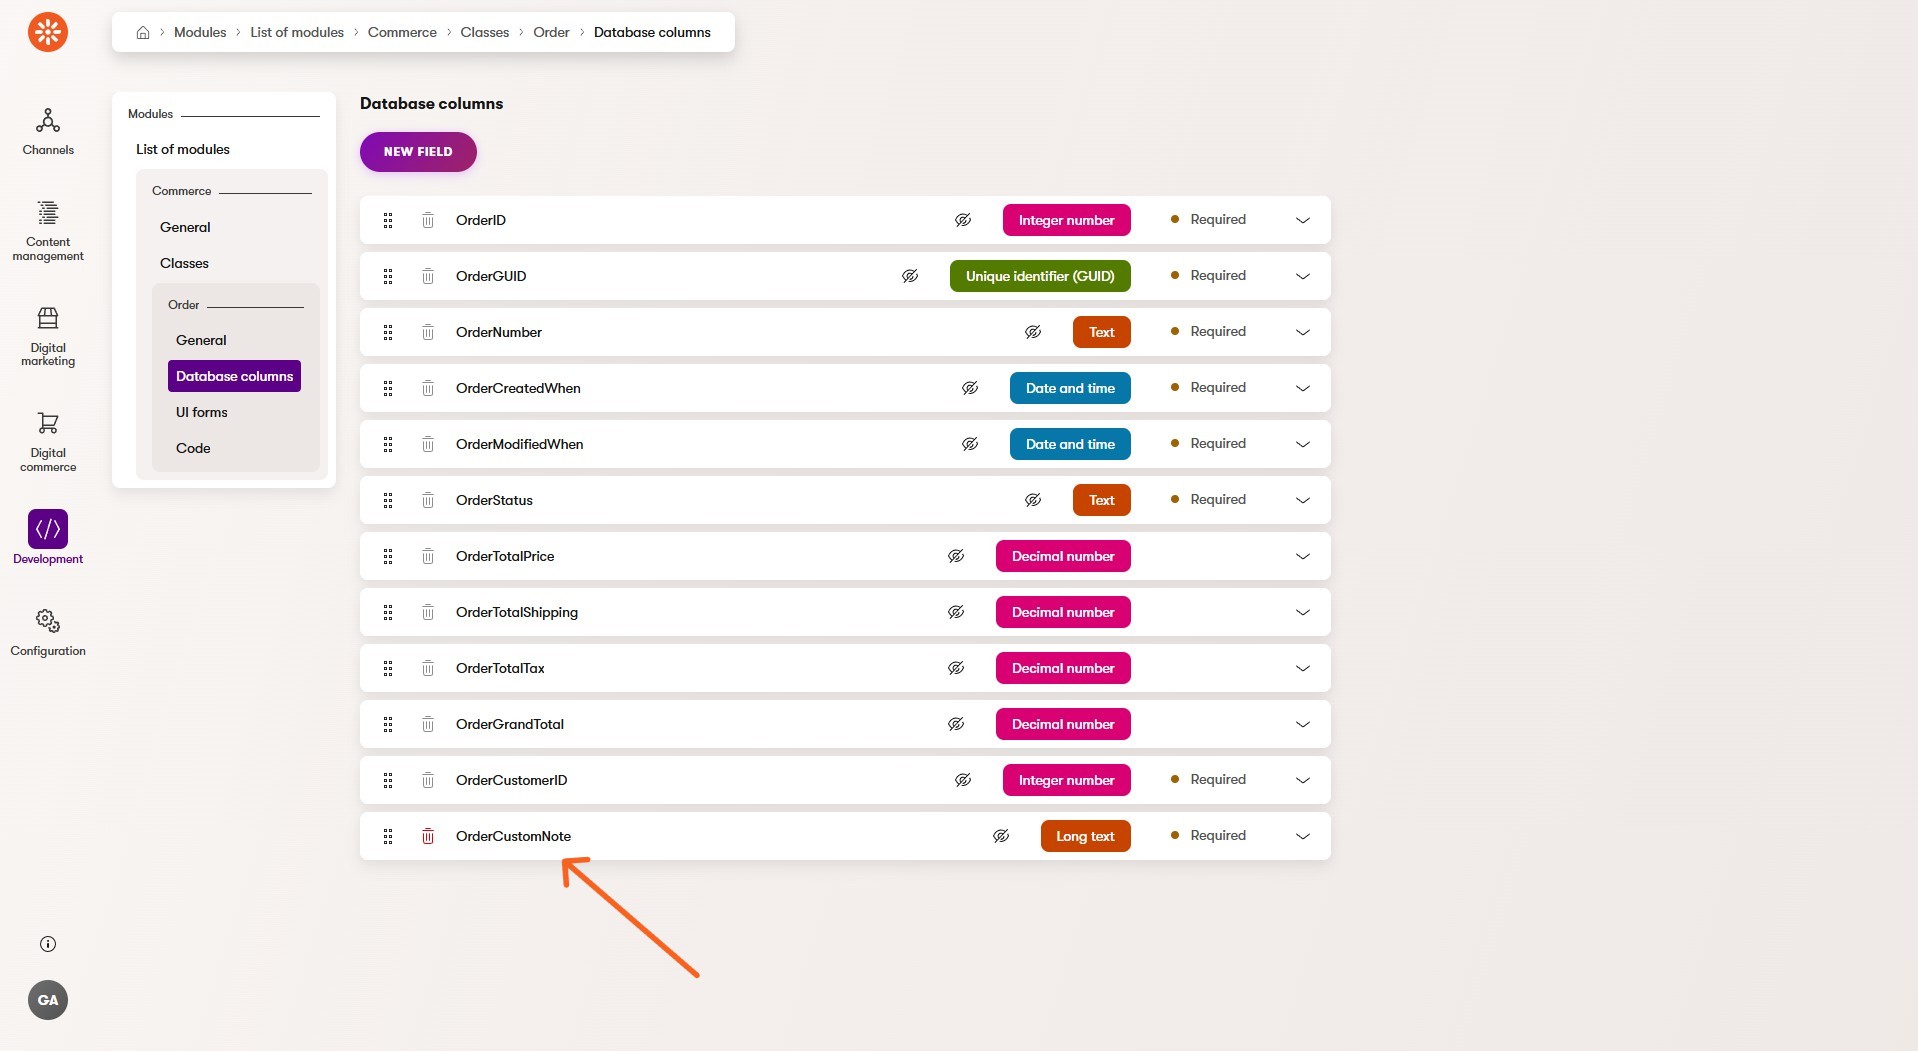 Modules > List of modules > Commerce > Classes > Order > Database columns
Channels
Content
management
Digital
marketing
Digital
commerce
Development
Configuration
GA
Modules
List of modules
Commerce
General
Classes
Order
General
Database columns
UI forms
Code
Database columns
NEW FIELD
OrderID Integer number Required
OrderGUID Unique identifier (GUID) Required
OrderNumber Text Required
OrderCreatedWhen Date and time Required
OrderModifiedWhen Date and time Required
OrderStatus Text Required
OrderTotalPrice Decimal number
OrderTotalShipping Decimal number
OrderTotalTax Decimal number
OrderGrandTotal Decimal number
OrderCustomerID Integer number Required
OrderCustomNote Long text Required